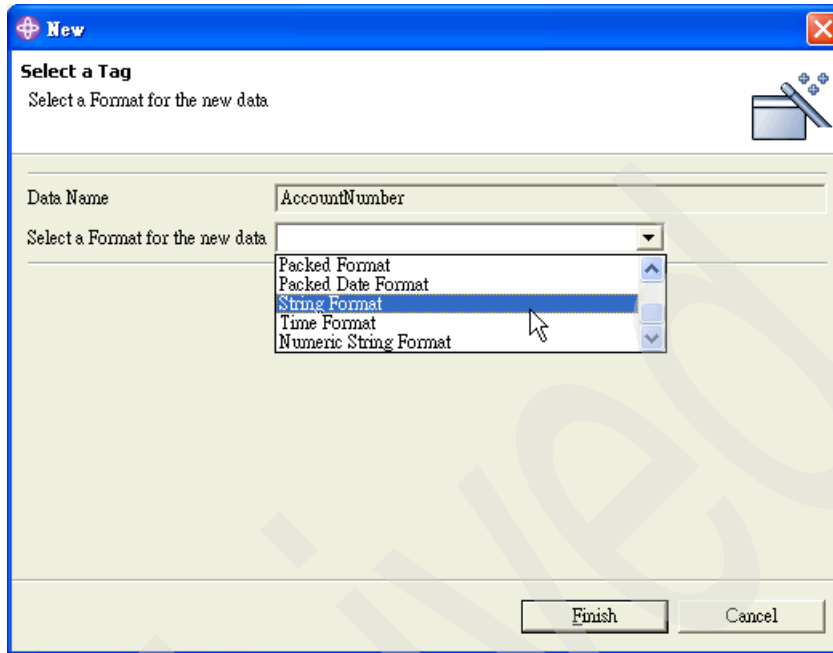 New
Select a Tag
Select a Format for the new data
Data Name AccountNumber
Select a Format for the new data
Packed Format
Packed Date Format
String Format
Time Format
Numeric String Format
Finish Cancel